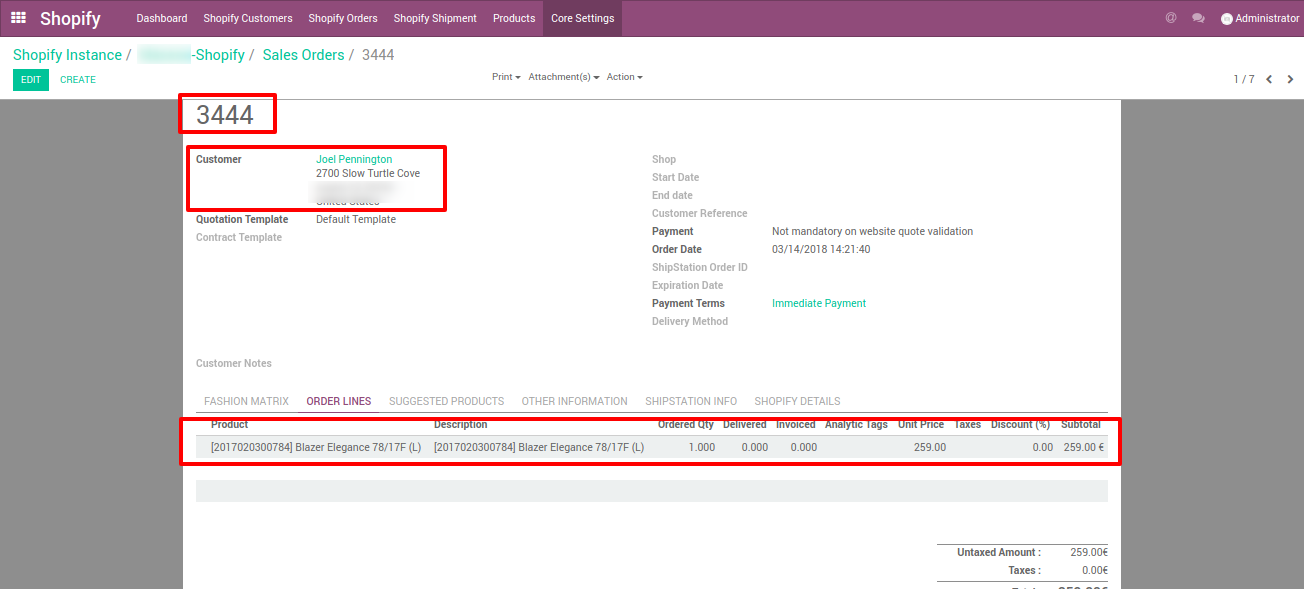 Shopify Dashboard Shopify Customers Shopify Orders Shopify Shipment Products Core Settings @ Administrator
Shopify Instance / -Shopify / Sales Orders / 3444
EDIT CREATE Print Attachment(s) Action 1 / 7
3444
Customer Joel Pennington Shop
2700 Slow Turtle Cove Start Date
End date
United States
Customer Reference
Quotation Template Default Template
Payment Not mandatory on website quote validation
Contract Template
Order Date 03/14/2018 14:21:40
ShipStation Order ID
Expiration Date
Payment Terms Immediate Payment
Delivery Method
Customer Notes
FASHION MATRIX ORDER LINES SUGGESTED PRODUCTS OTHER INFORMATION SHIPSTATION INFO SHOPIFY DETAILS
Product Description Ordered Qty Delivered Invoiced Analytic Tags Unit Price Taxes Discount (%) Subtotal
[2017020300784] Blazer Elegance 78/17F (L) [2017020300784] Blazer Elegance 78/17F (L) 1.000 0.000 0.000 259.00 0.00 259.00 €
Untaxed Amount : 259.00€
Taxes : 0.00€